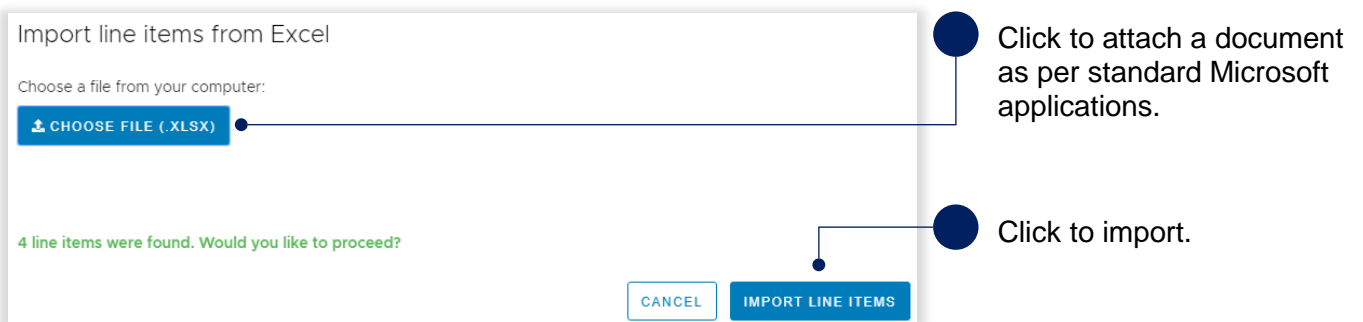 Import line items from Excel
Choose a file from your computer:
CHOOSE FILE (.XLSX)
4 line items were found. Would you like to proceed?
CANCEL
IMPORT LINE ITEMS
Click to attach a document
as per standard Microsoft
applications.
Click to import.